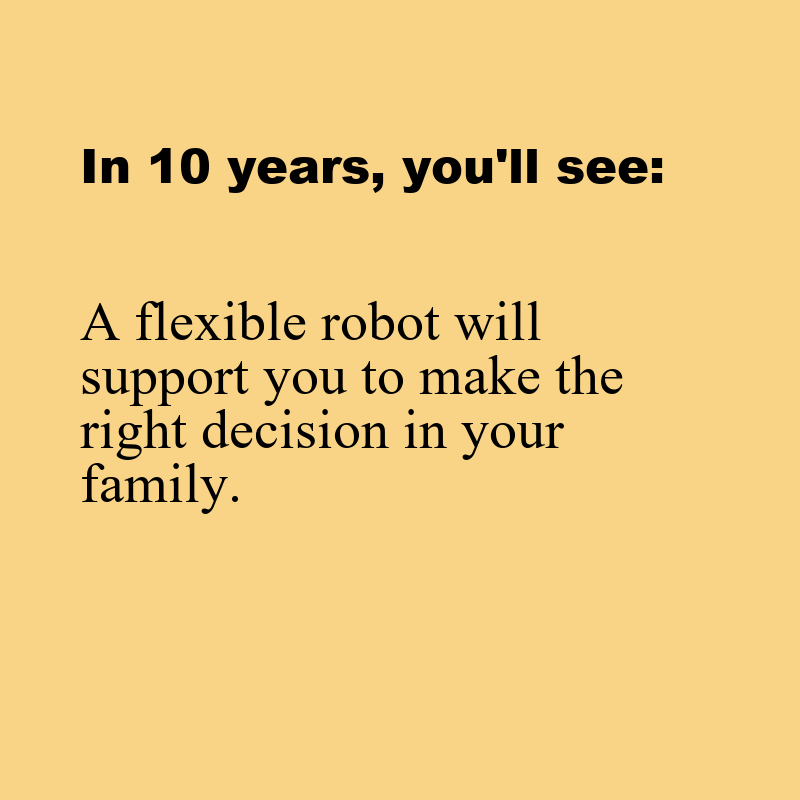 In 10 years, you'll see:
A flexible robot will
support you to make the
right decision in your
family.